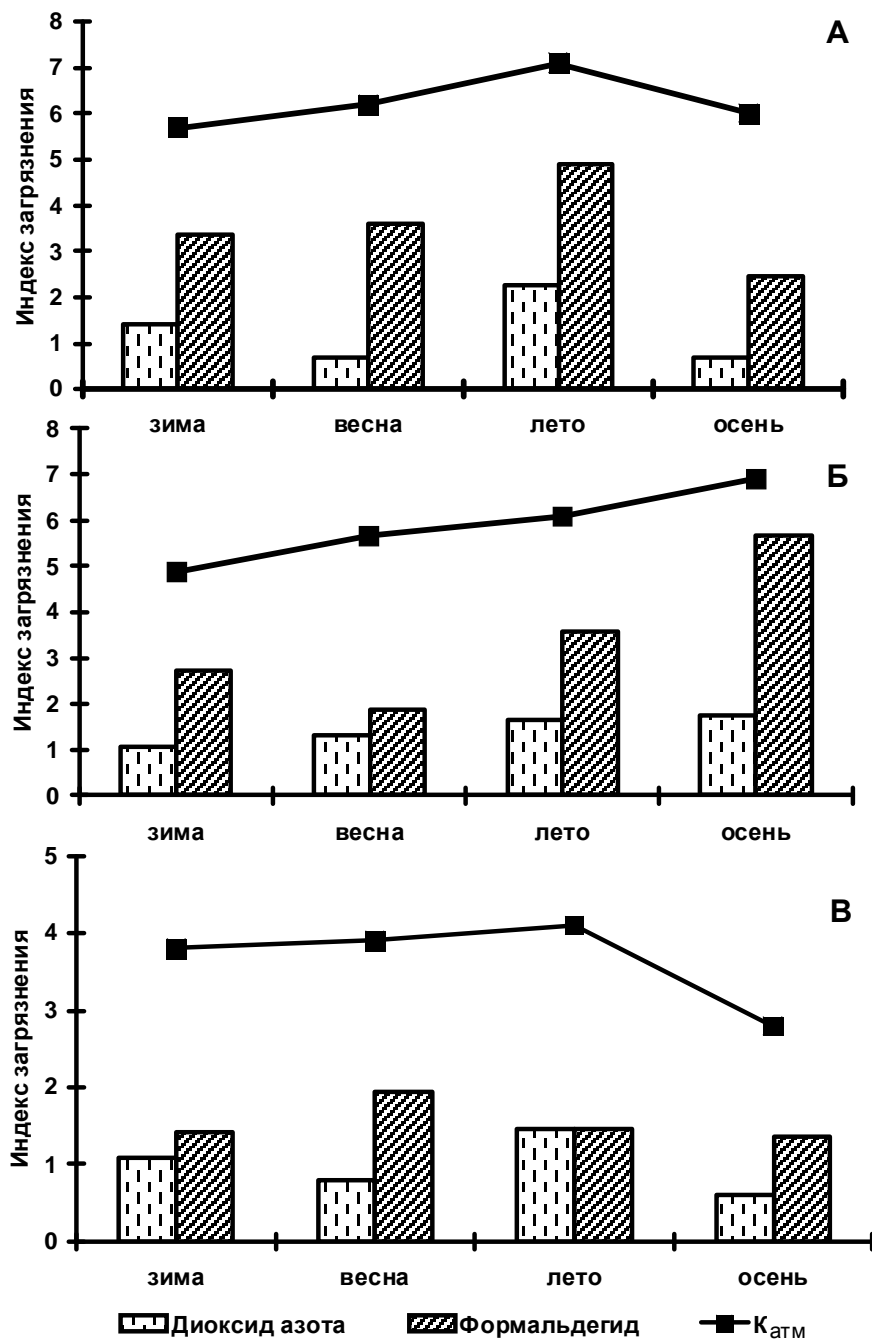 А
8
7
6
5
4
3
2
1
0
Индекс загрязнения
зима весна лето осень
Б
8
7
6
5
4
3
2
1
0
Индекс загрязнения
зима весна лето осень
В
5
4
3
2
1
0
Индекс загрязнения
зима весна лето осень
Диоксид азота Формальдегид Катм